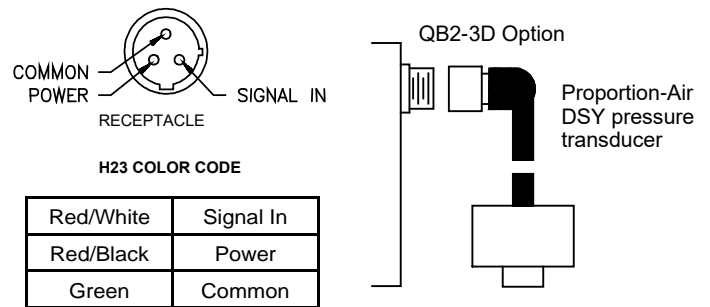 COMMON
POWER
SIGNAL IN
RECEPTACLE
H23 COLOR CODE
Red/White Signal In
Red/Black Power
Green Common
QB2-3D Option
Proportion-Air
DSY pressure
transducer